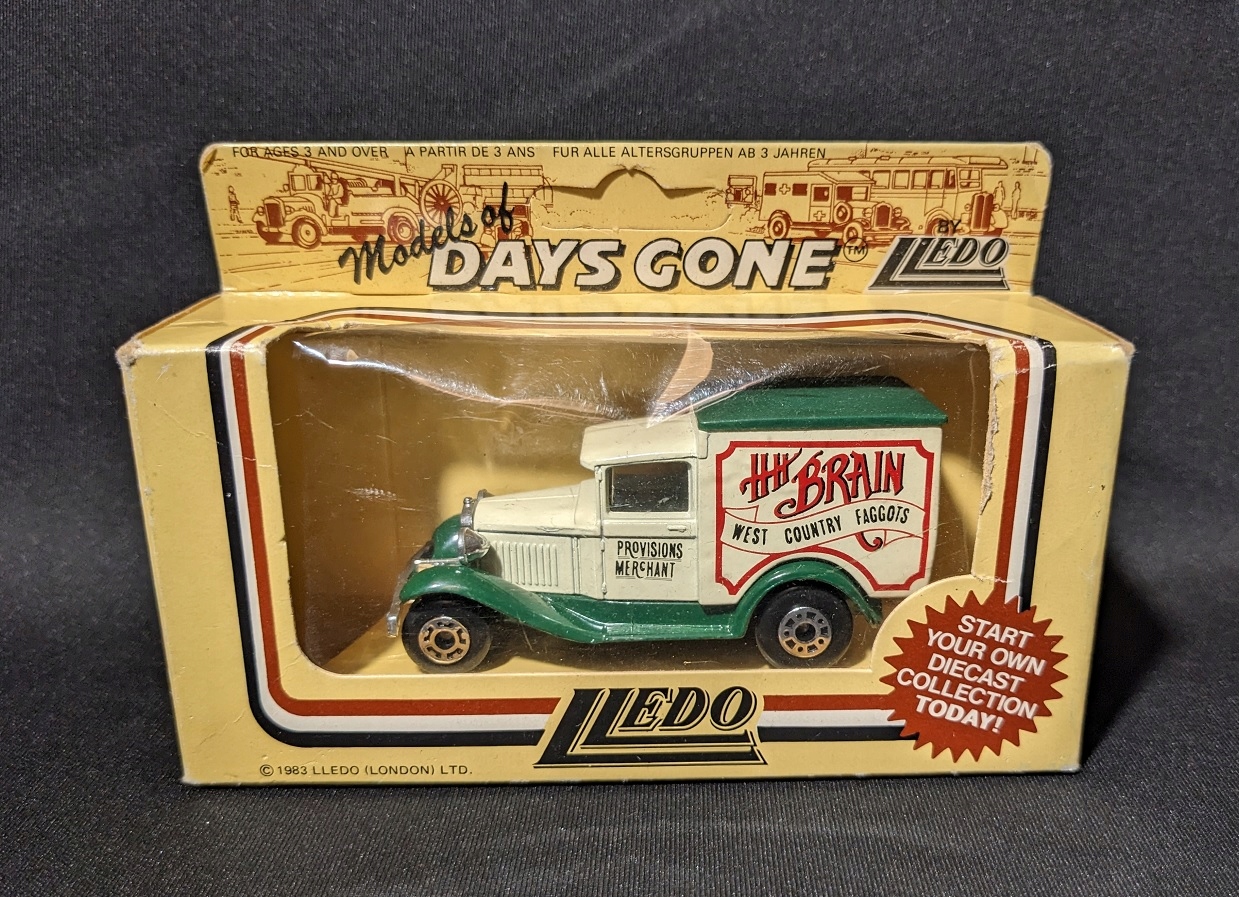 FOR AGES 3 AND OVER A PARTIR DE 3 ANS FUR ALLE ALTERSGRUPPEN AB 3 JAHREN
Models of
DAYS GONE TM
BY
LLEDO
HH BRAIN
WEST COUNTRY FAGGOTS
PROVISIONS
MERCHANT
START
YOUR OWN
DIECAST
COLLECTION
TODAY!
LLEDO
© 1983 LLEDO (LONDON) LTD.